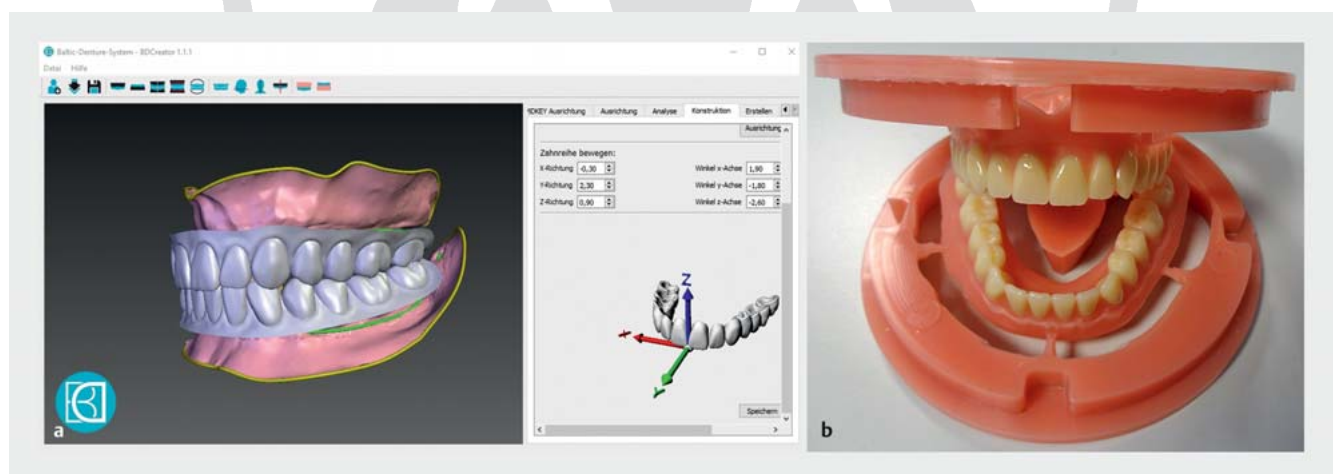 Baltic-Denture-System - BDCreator 1.1.1
Datei Hilfe
BDKEY Ausrichtung Ausrichtung Analyse Konstruktion Erstellen
Ausrichtung
Zahnreihe bewegen:
X-Richtung -0,30 Winkel x-Achse 1,90
Y-Richtung 2,30 Winkel y-Achse -1,80
Z-Richtung 0,90 Winkel z-Achse -2,60
Z
X
Y
Speichern
a
b